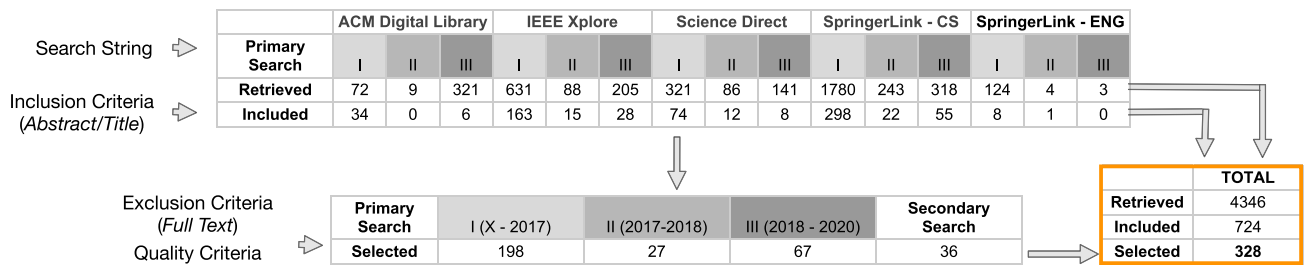 ACM Digital Library IEEE Xplore Science Direct SpringerLink - CS SpringerLink - ENG
Search String
Primary Search I II III I II III I II III I II III I II III
Retrieved 72 9 321 631 88 205 321 86 141 1780 243 318 124 4 3
Inclusion Criteria
(Abstract/Title)
Included 34 0 6 163 15 28 74 12 8 298 22 55 8 1 0
TOTAL
Retrieved 4346
Included 724
Selected 328
Exclusion Criteria
(Full Text)
Quality Criteria
Primary Search I (X - 2017) II (2017-2018) III (2018 - 2020) Secondary Search
Selected 198 27 67 36